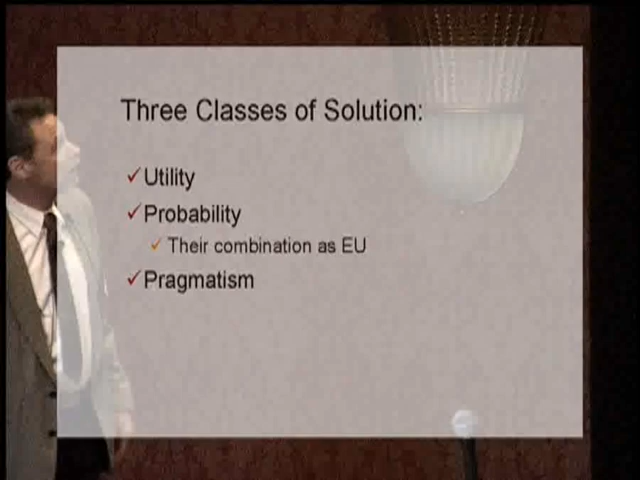 Three Classes of Solution:
Utility
Probability
Their combination as EU
Pragmatism